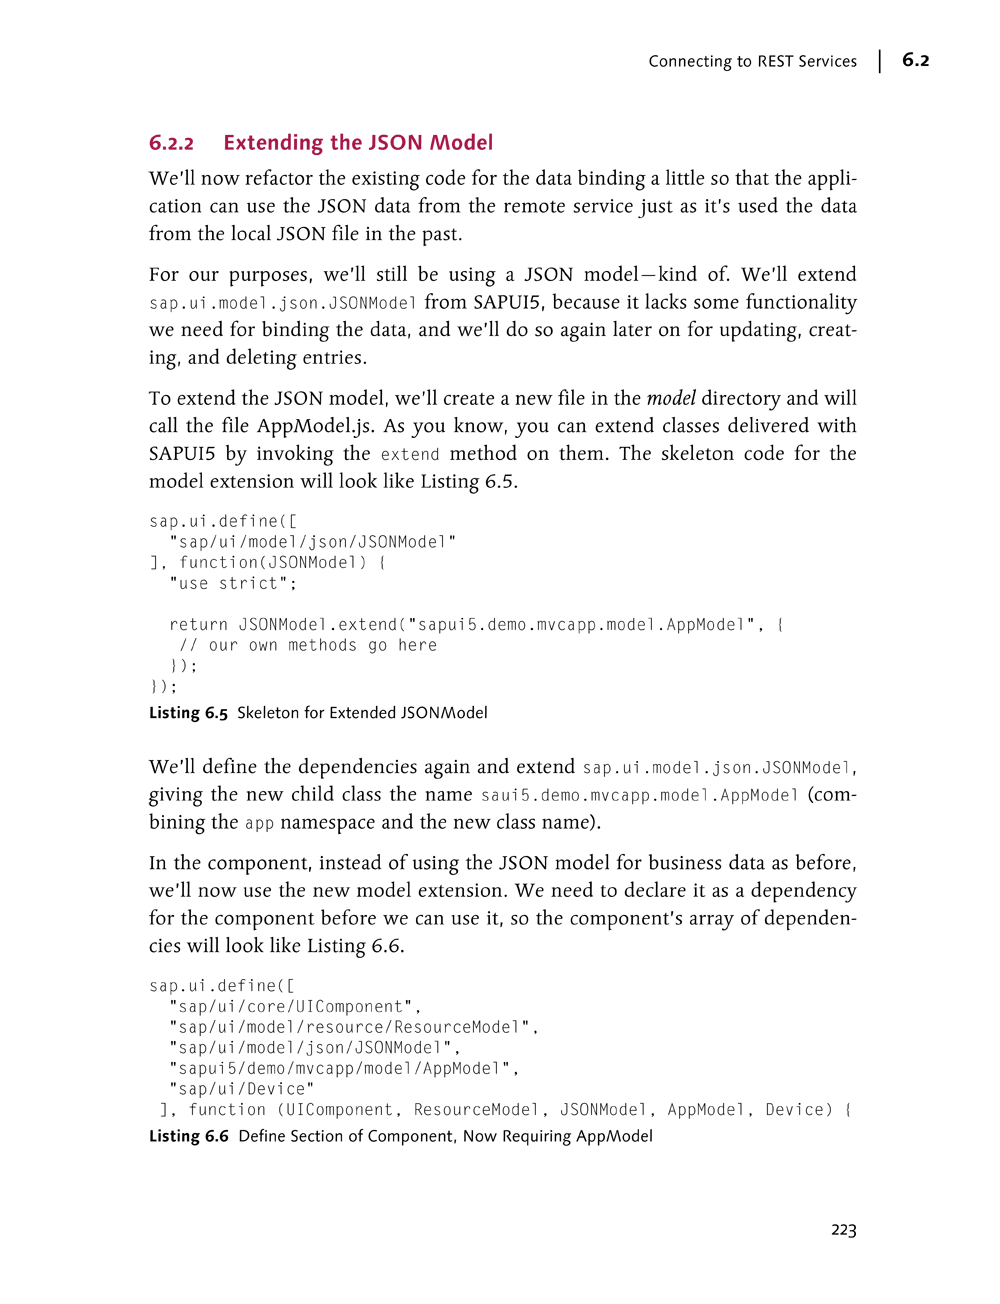 Connecting to REST Services | 6.2
6.2.2 Extending the JSON Model
We'll now refactor the existing code for the data binding a little so that the appli-
cation can use the JSON data from the remote service just as it's used the data
from the local JSON file in the past.
For our purposes, we'll still be using a JSON model—kind of. We'll extend
sap.ui.model.json.JSONModel from SAPUI5, because it lacks some functionality
we need for binding the data, and we'll do so again later on for updating, creat-
ing, and deleting entries.
To extend the JSON model, we'll create a new file in the model directory and will
call the file AppModel.js. As you know, you can extend classes delivered with
SAPUI5 by invoking the extend method on them. The skeleton code for the
model extension will look like Listing 6.5.
sap.ui.define([
  "sap/ui/model/json/JSONModel"
], function(JSONModel) {
  "use strict";
  return JSONModel.extend("sapui5.demo.mvcapp.model.AppModel", {
   // our own methods go here
  });
});
Listing 6.5 Skeleton for Extended JSONModel
We'll define the dependencies again and extend sap.ui.model.json.JSONModel,
giving the new child class the name saui5.demo.mvcapp.model.AppModel (com-
bining the app namespace and the new class name).
In the component, instead of using the JSON model for business data as before,
we'll now use the new model extension. We need to declare it as a dependency
for the component before we can use it, so the component's array of dependen-
cies will look like Listing 6.6.
sap.ui.define([
  "sap/ui/core/UIComponent",
  "sap/ui/model/resource/ResourceModel",
  "sap/ui/model/json/JSONModel",
  "sapui5/demo/mvcapp/model/AppModel",
  "sap/ui/Device"
 ], function (UIComponent, ResourceModel, JSONModel, AppModel, Device) {
Listing 6.6 Define Section of Component, Now Requiring AppModel
223